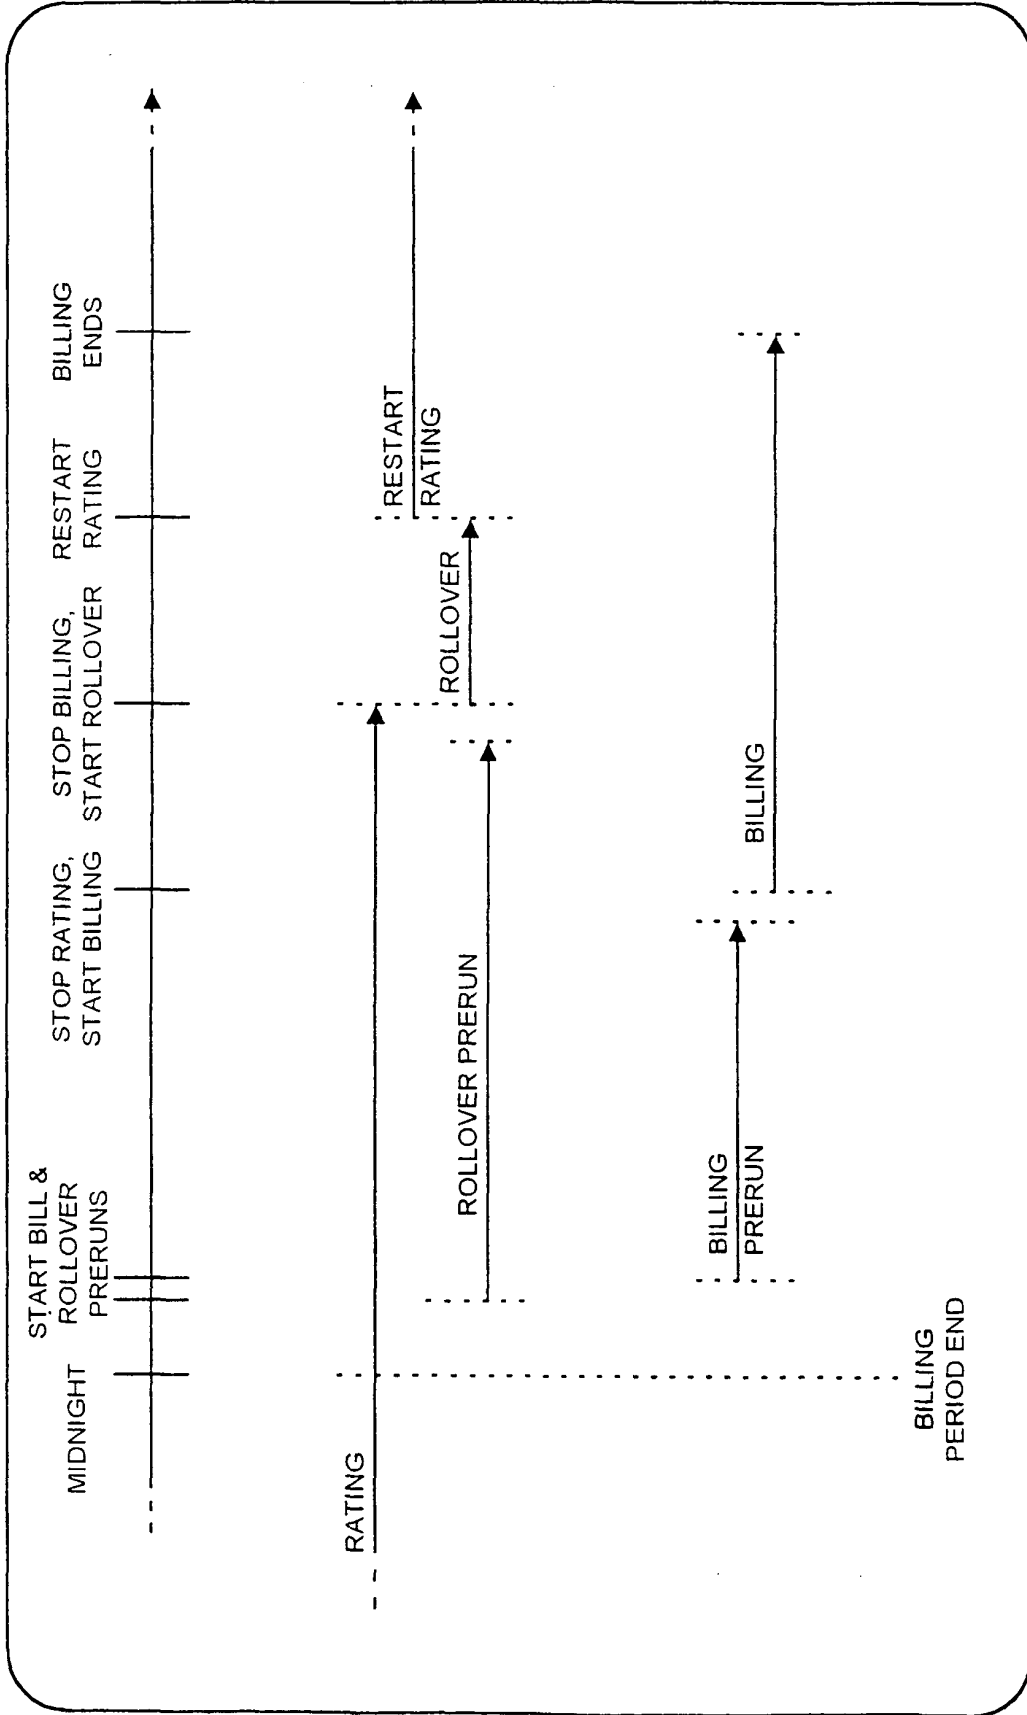 MIDNIGHT
START BILL &
ROLLOVER
PRERUNS
STOP RATING,
START BILLING
STOP BILLING,
START ROLLOVER
RESTART
RATING
BILLING
ENDS
RATING
RESTART
RATING
ROLLOVER
ROLLOVER PRERUN
BILLING
PRERUN
BILLING
BILLING
PERIOD END